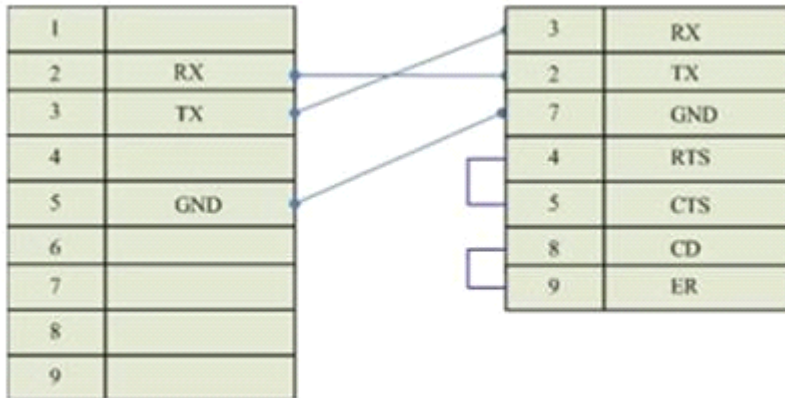 1
2 RX
3 TX
4
5 GND
6
7
8
9
3 RX
2 TX
7 GND
4 RTS
5 CTS
8 CD
9 ER